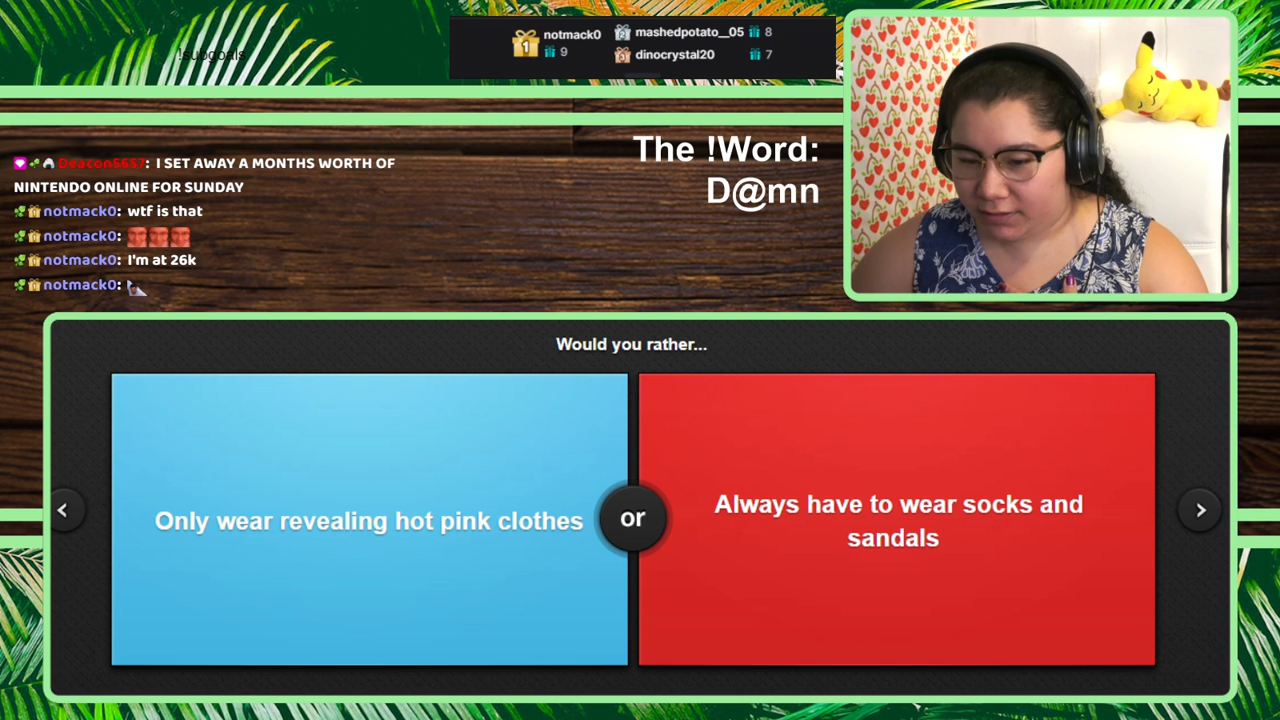 !subgoals
notmack0
9
mashedpotato__05 8
dinocrystal20 7
The !Word:
D@mn
Deacon5657: I SET AWAY A MONTHS WORTH OF
NINTENDO ONLINE FOR SUNDAY
notmack0: wtf is that
notmack0:
notmack0: I'm at 26k
notmack0:
Would you rather...
Only wear revealing hot pink clothes
or
Always have to wear socks and
sandals